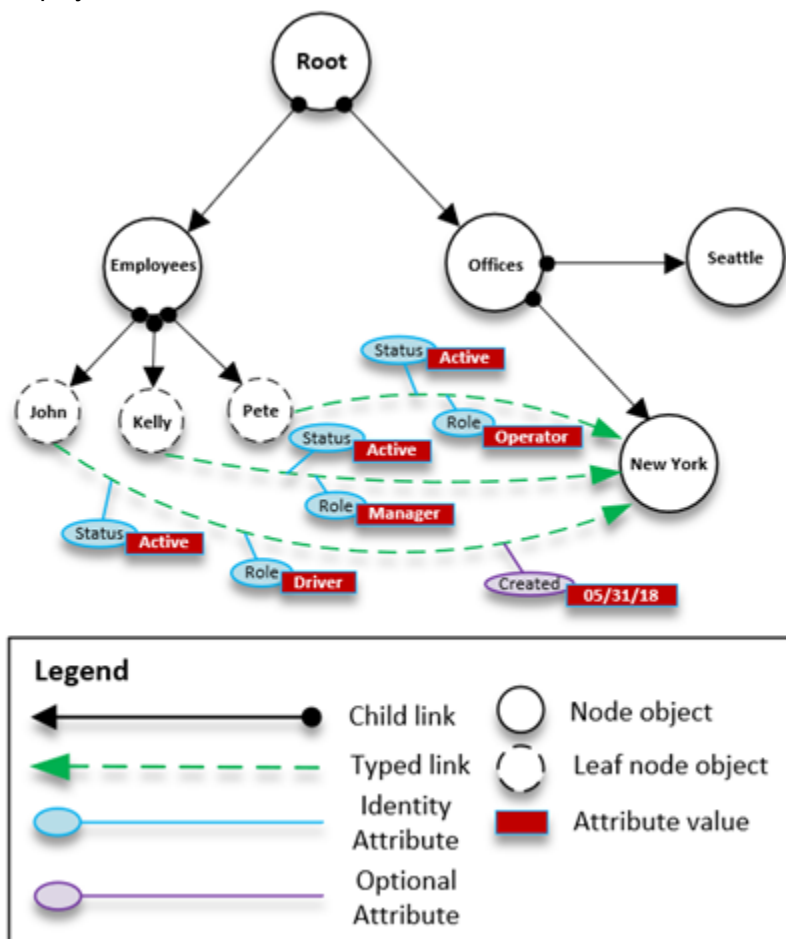 Root
Employees
Offices
Seattle
Status Active
John
Kelly
Pete
Role Operator
Status Active
New York
Role Manager
Status Active
Role Driver
Created 05/31/18
Legend
Child link
Node object
Typed link
Leaf node object
Identity
Attribute
Attribute value
Optional
Attribute